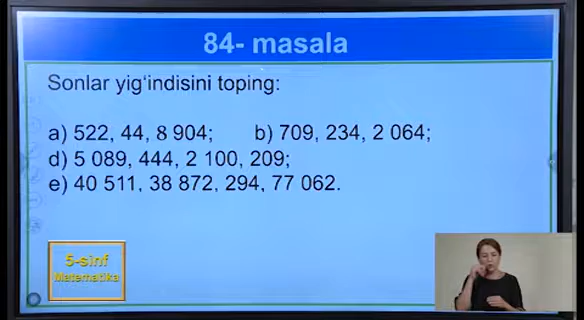 84- masala
Sonlar yig‘indisini toping:
a) 522, 44, 8 904; b) 709, 234, 2 064;
d) 5 089, 444, 2 100, 209;
e) 40 511, 38 872, 294, 77 062.
5-sinf
Matematika